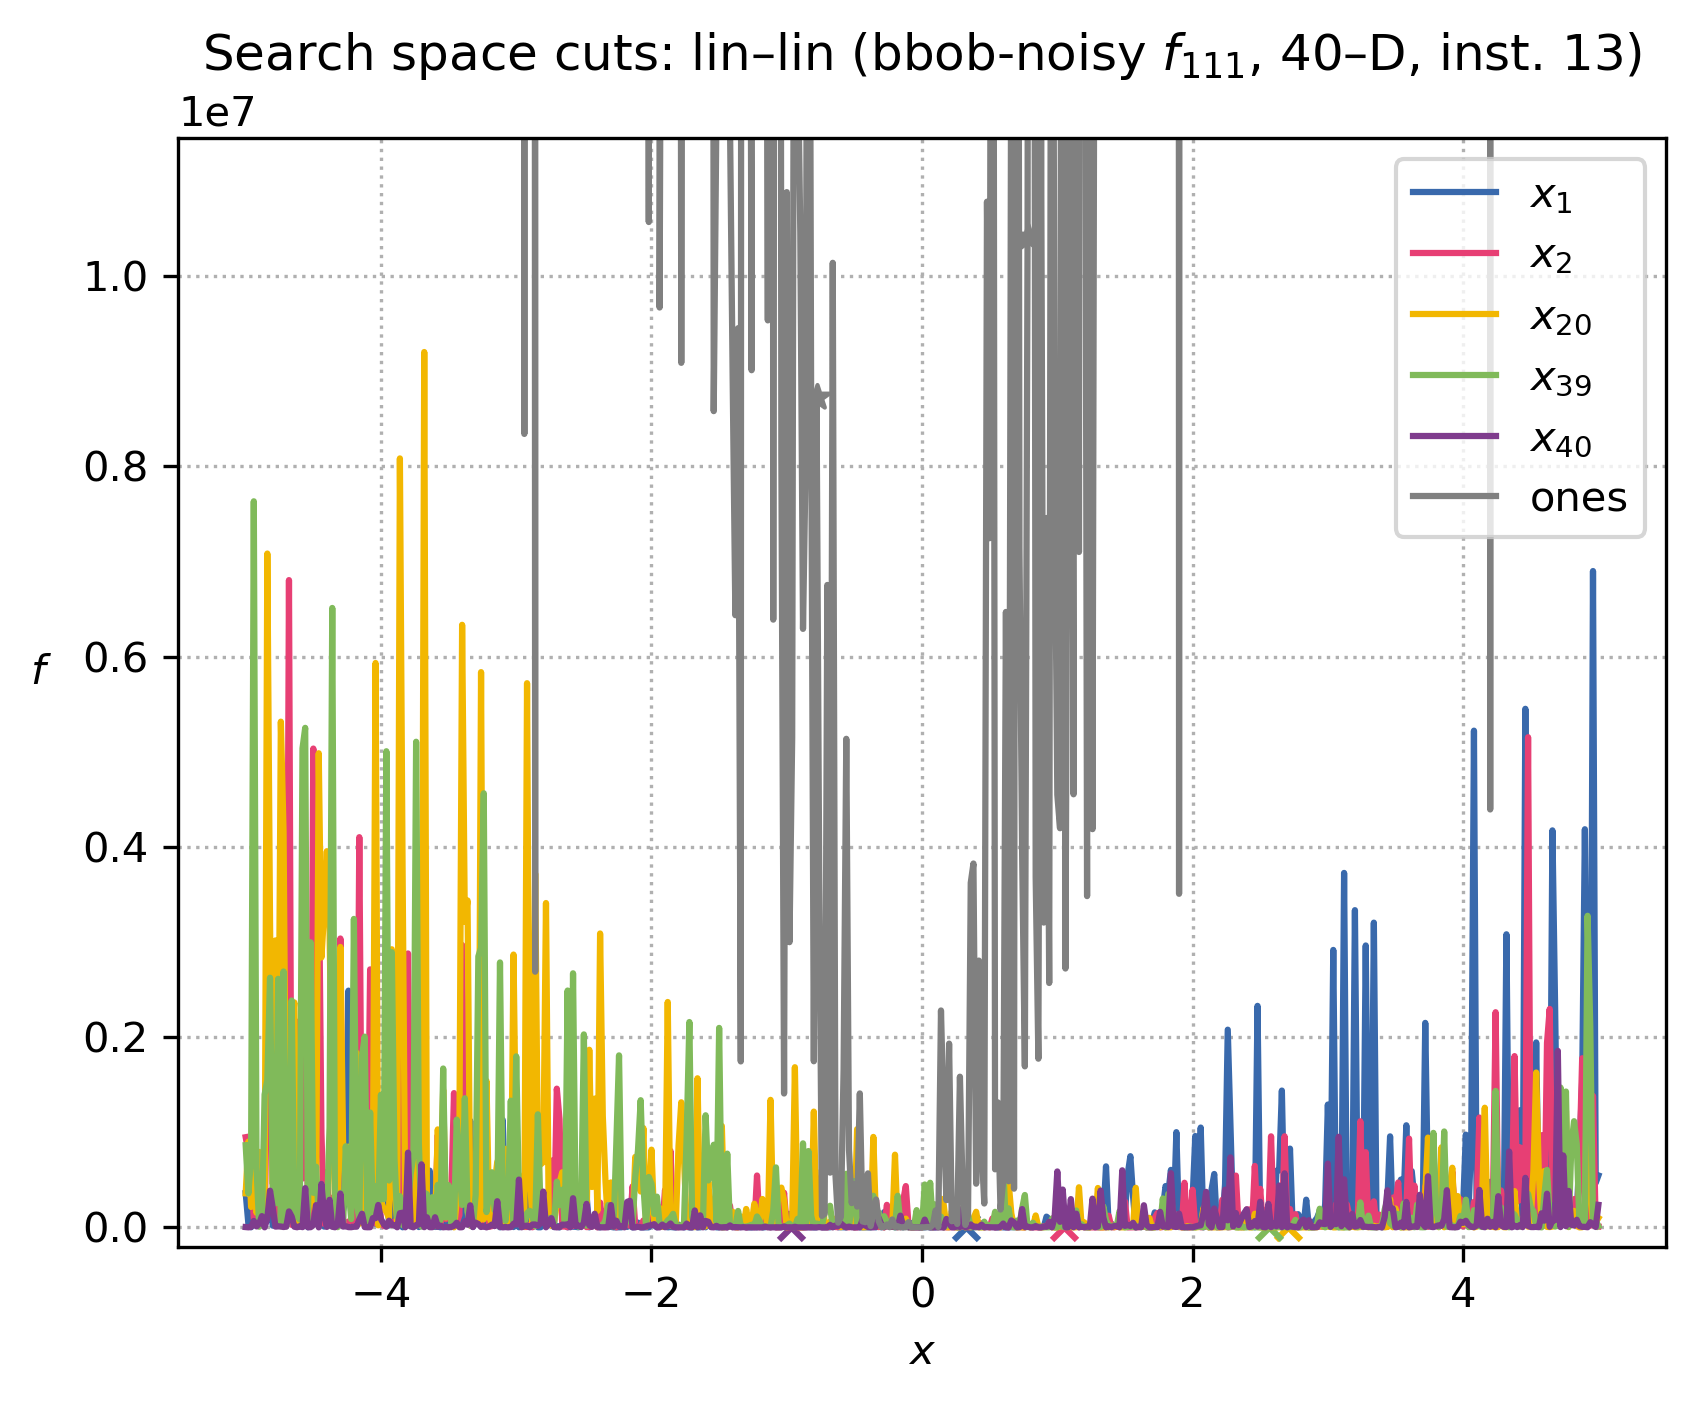 Search space cuts: lin–lin (bbob-noisy f₁₁₁, 40–D, inst. 13)
1e7
x₁
x₂
x₂₀
x₃₉
x₄₀
ones
1.0
0.8
0.6
0.4
0.2
0.0
f
−4
−2
0
2
4
x